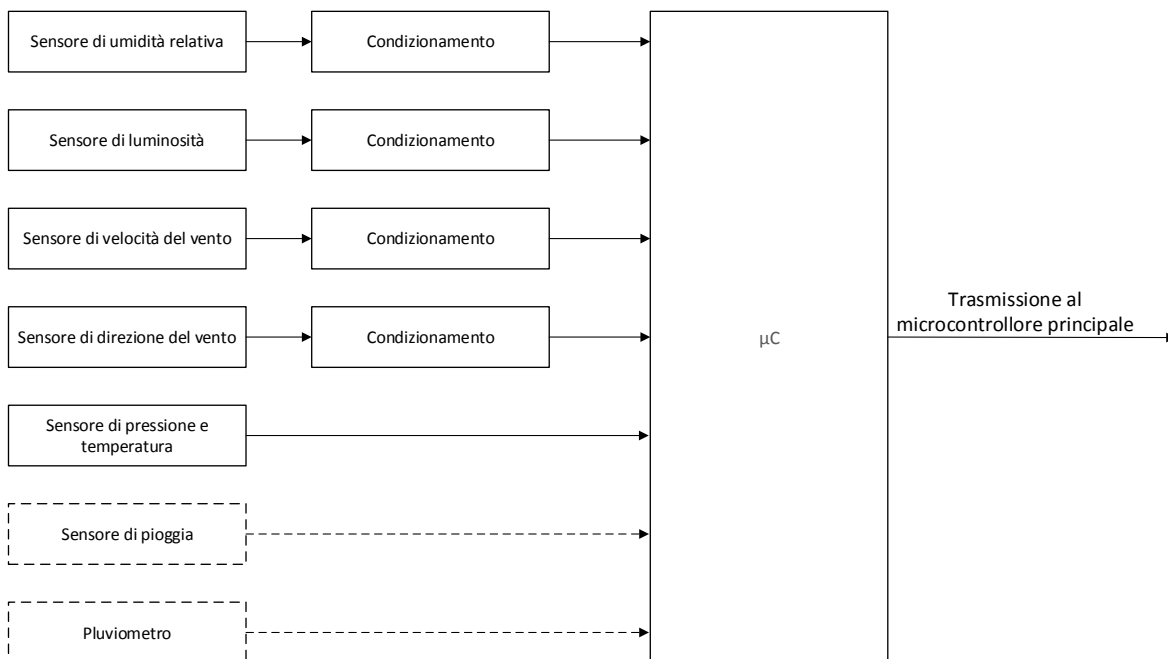 Sensore di umidità relativa
Condizionamento
Sensore di luminosità
Condizionamento
Sensore di velocità del vento
Condizionamento
Sensore di direzione del vento
Condizionamento
µC
Trasmissione al
microcontrollore principale
Sensore di pressione e
temperatura
Sensore di pioggia
Pluviometro